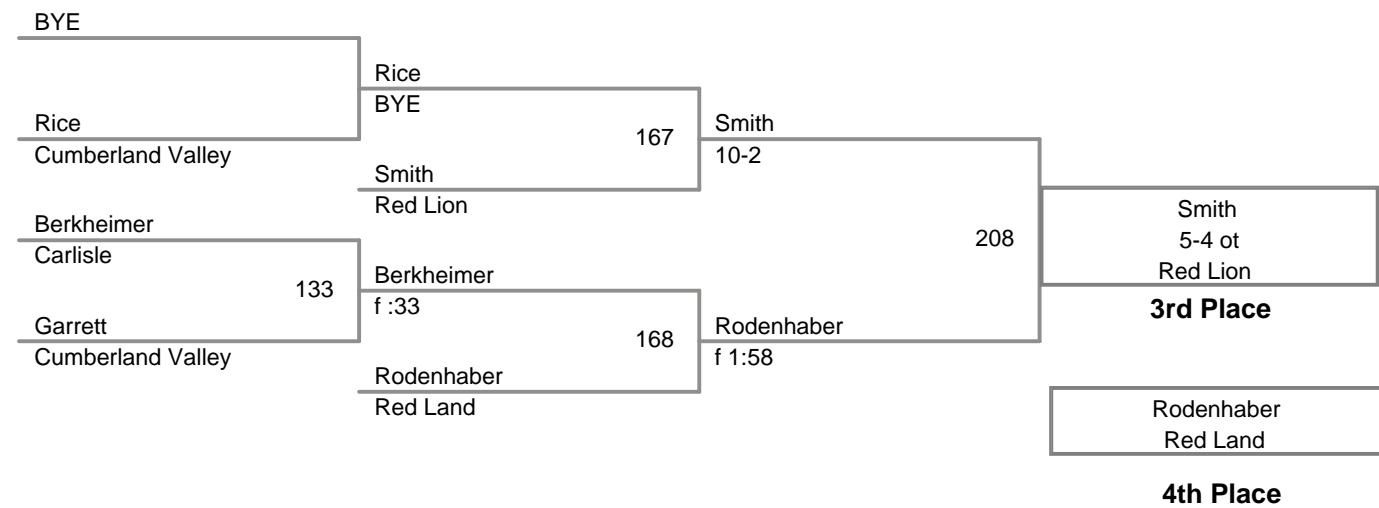 BYE
Rice
BYE
Rice
Cumberland Valley
167
Smith
10-2
Smith
Red Lion
Berkheimer
Carlisle
133
Berkheimer
f :33
Garrett
Cumberland Valley
168
Rodenhaber
f 1:58
Rodenhaber
Red Land
208
Smith
5-4 ot
Red Lion
3rd Place
Rodenhaber
Red Land
4th Place